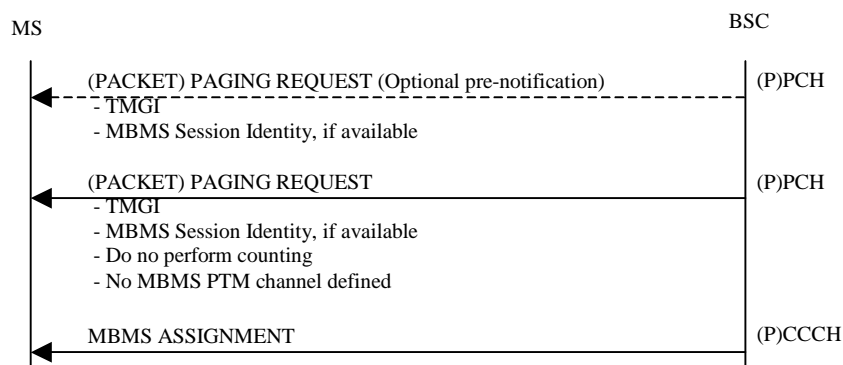 MS
BSC
(PACKET) PAGING REQUEST (Optional pre-notification)
(P)PCH
- TMGI
- MBMS Session Identity, if available
(PACKET) PAGING REQUEST
(P)PCH
- TMGI
- MBMS Session Identity, if available
- Do no perform counting
- No MBMS PTM channel defined
MBMS ASSIGNMENT
(P)CCCH